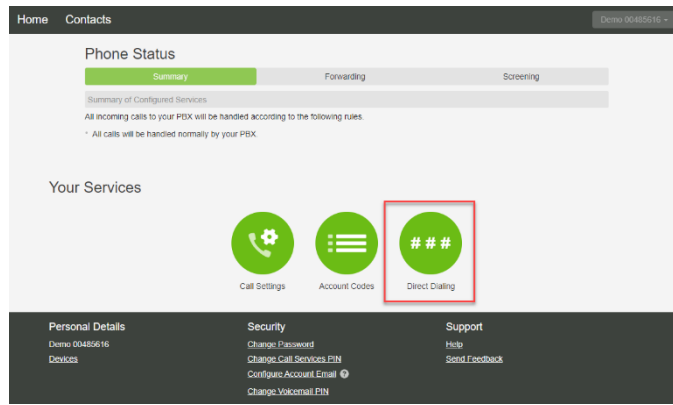 Home Contacts Demo 00485616
Phone Status
Summary Forwarding Screening
Summary of Configured Services
All incoming calls to your PBX will be handled according to the following rules.
* All calls will be handled normally by your PBX.
Your Services
###
Call Settings Account Codes Direct Dialing
Personal Details Security Support
Demo 00485616 Change Password Help
Devices Change Call Services PIN Send Feedback
Configure Account Email ?
Change Voicemail PIN